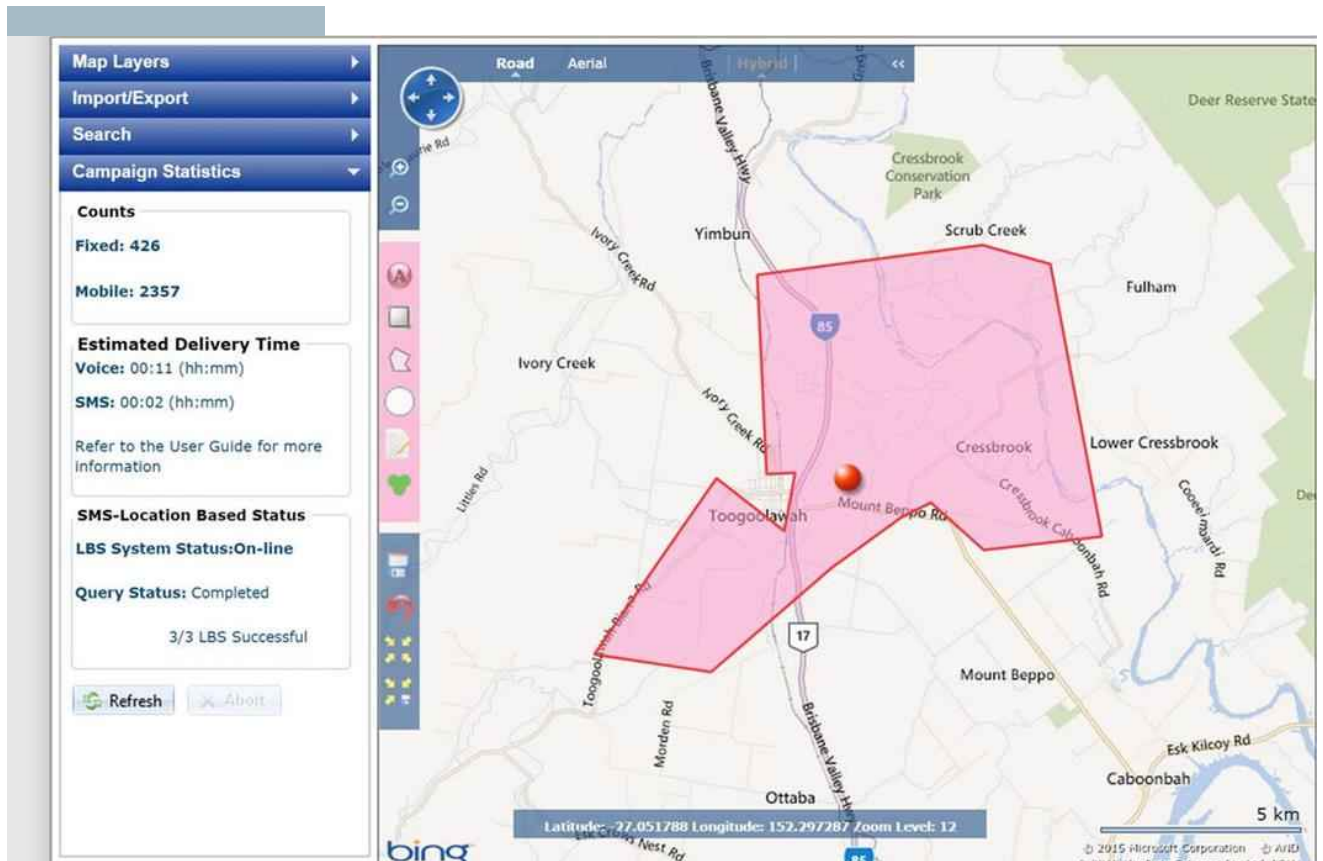 Map Layers
Import/Export
Search
Campaign Statistics
Counts
Fixed: 426
Mobile: 2357
Estimated Delivery Time
Voice: 00:11 (hh:mm)
SMS: 00:02 (hh:mm)
Refer to the User Guide for more
information
SMS-Location Based Status
LBS System Status:On-line
Query Status: Completed
3/3 LBS Successful
Refresh
Abort
Road Aerial Hybrid <<
Brisbane Valley Hwy
Deer Reserve State
Cressbrook
Conservation
Park
Scrub Creek
Yimbun
Ivory Creek Rd
Fulham
85
Ivory Creek
Ivory Creek Rd
Cressbrook
Lower Cressbrook
Littles Rd
Toogoolawah
Mount Beppo Rd
Cressbrook Caboonbah Rd
Cooeeimbardi Rd
17
Mount Beppo
Morden Rd
Brisbane Valley Hwy
Esk Kilcoy Rd
Caboonbah
Ottaba
5 km
Latitude: -27.051788 Longitude: 152.297287 Zoom Level: 12
bing
85
© 2015 Microsoft Corporation © AND